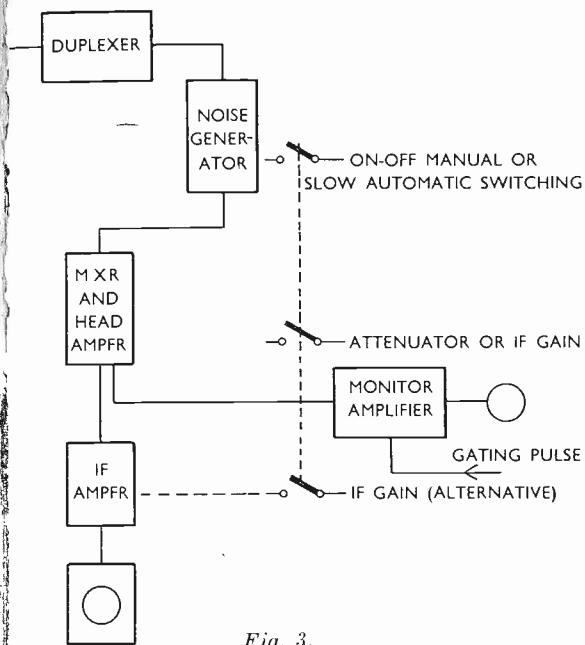 DUPLEXER
NOISE
GENER-
ATOR
ON-OFF MANUAL OR
SLOW AUTOMATIC SWITCHING
MXR
AND
HEAD
AMPFR
ATTENUATOR OR IF GAIN
MONITOR
AMPLIFIER
GATING PULSE
IF
AMPFR
IF GAIN (ALTERNATIVE)
Fig. 3.